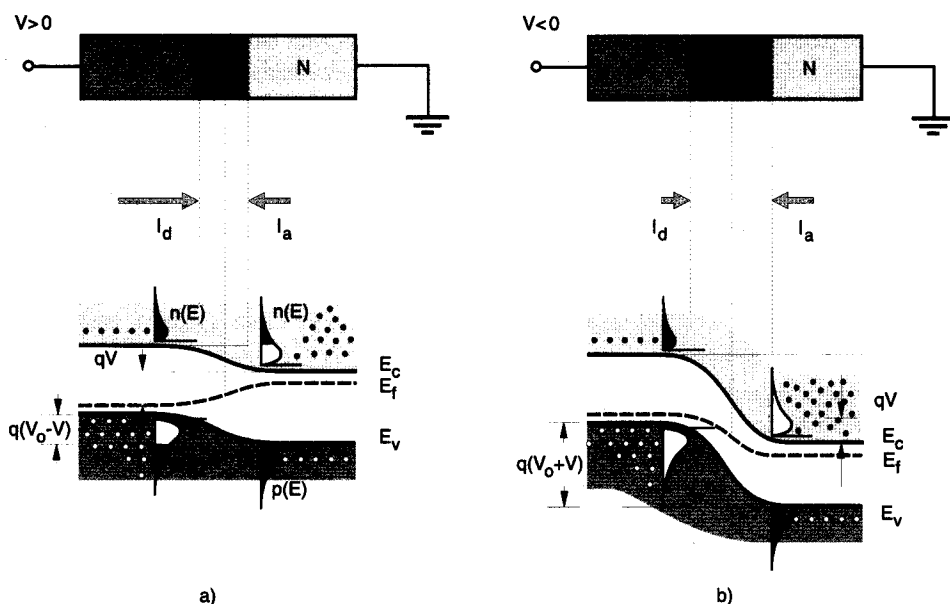 V>0
N
I_d
I_a
n(E)
n(E)
qV
E_c
E_f
q(V_o-V)
E_v
p(E)
a)
V<0
N
I_d
I_a
qV
E_c
E_f
q(V_o+V)
E_v
b)